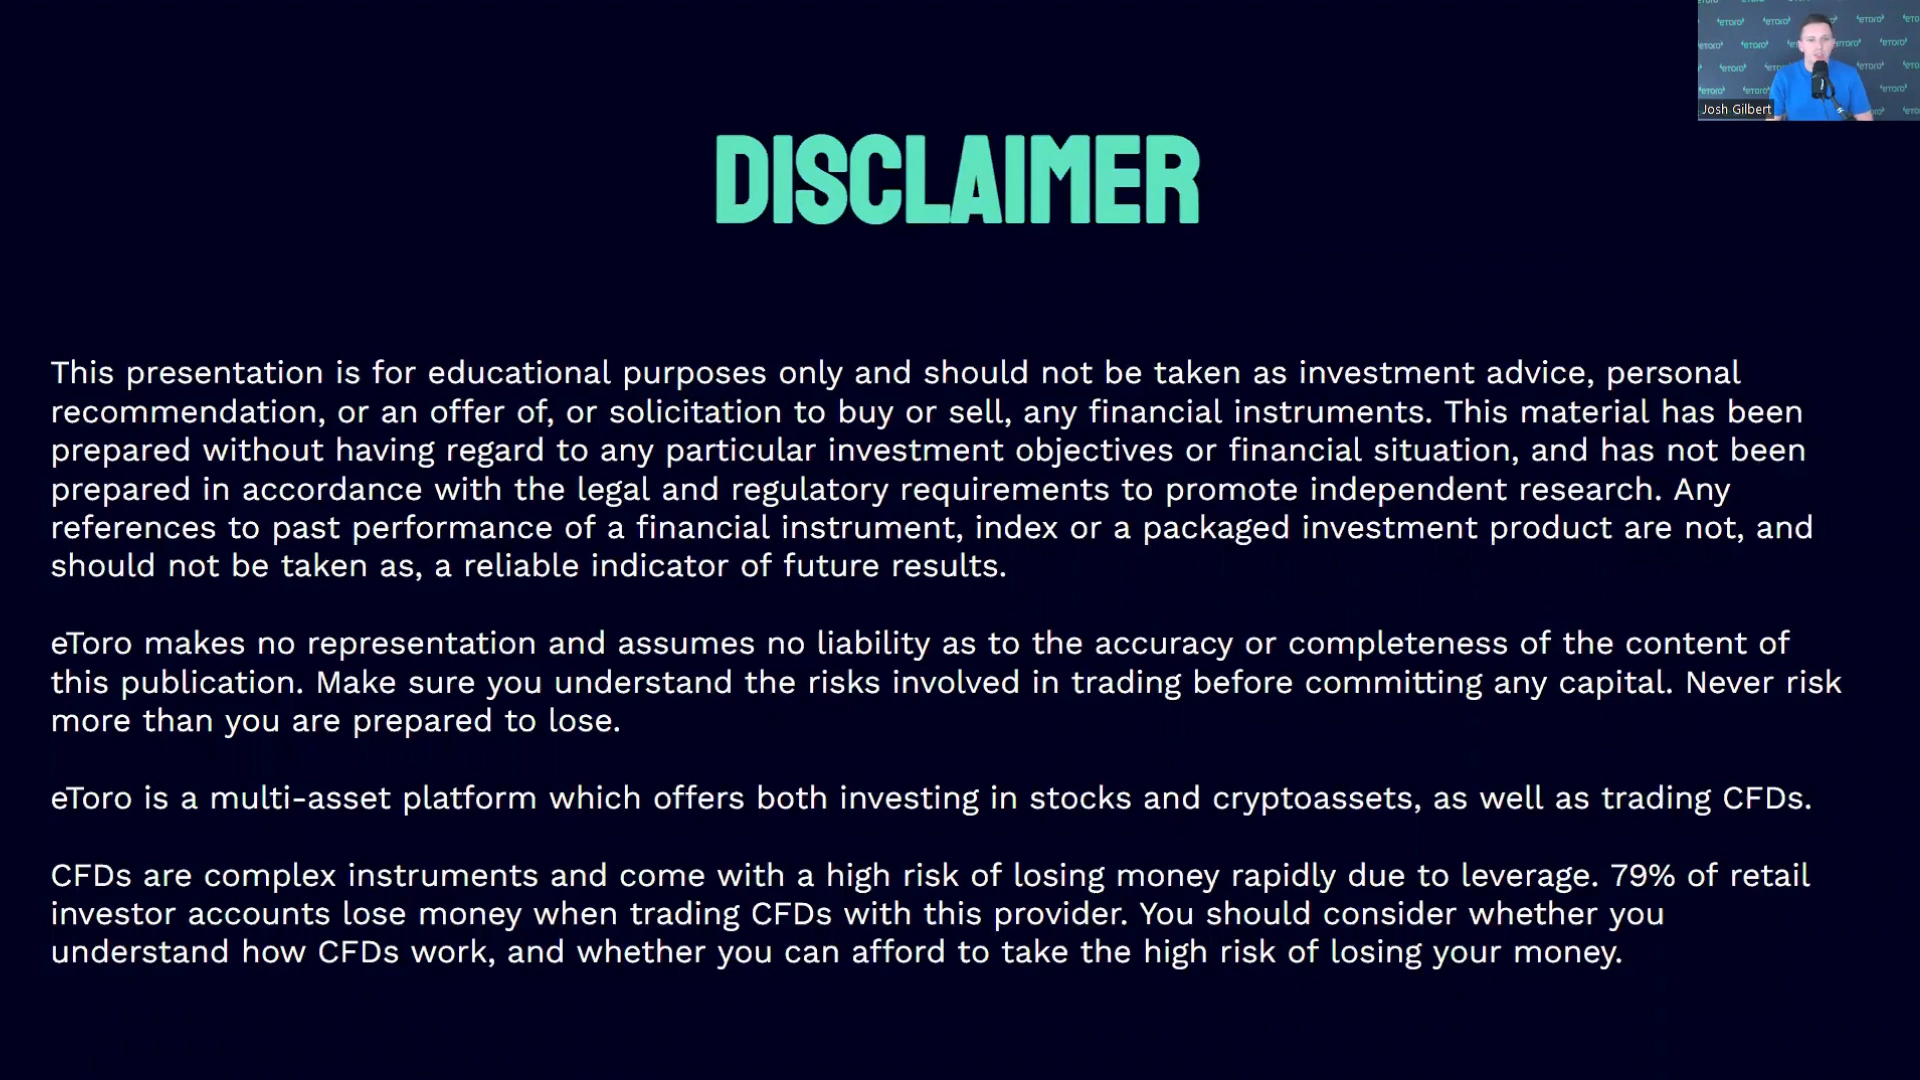 DISCLAIMER
Josh Gilbert
This presentation is for educational purposes only and should not be taken as investment advice, personal
recommendation, or an offer of, or solicitation to buy or sell, any financial instruments. This material has been
prepared without having regard to any particular investment objectives or financial situation, and has not been
prepared in accordance with the legal and regulatory requirements to promote independent research. Any
references to past performance of a financial instrument, index or a packaged investment product are not, and
should not be taken as, a reliable indicator of future results.
eToro makes no representation and assumes no liability as to the accuracy or completeness of the content of
this publication. Make sure you understand the risks involved in trading before committing any capital. Never risk
more than you are prepared to lose.
eToro is a multi-asset platform which offers both investing in stocks and cryptoassets, as well as trading CFDs.
CFDs are complex instruments and come with a high risk of losing money rapidly due to leverage. 79% of retail
investor accounts lose money when trading CFDs with this provider. You should consider whether you
understand how CFDs work, and whether you can afford to take the high risk of losing your money.